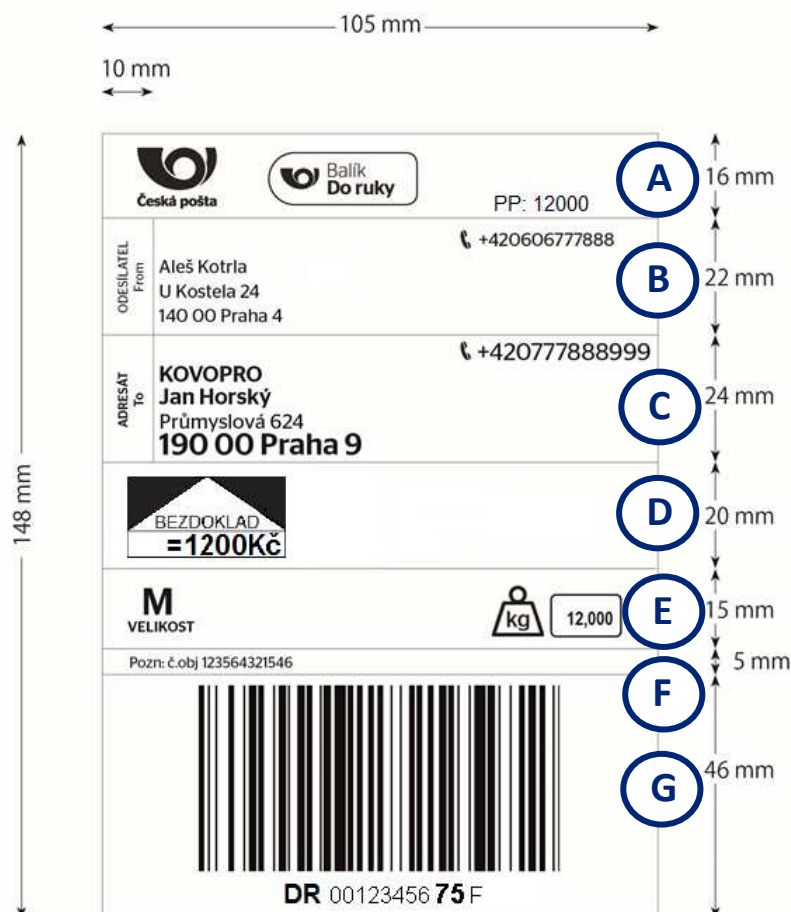 105 mm
10 mm
148 mm
Česká pošta
Balík
Do ruky
PP: 12000
A
16 mm
ODESÍLATEL
From
+420606777888
Aleš Kotrla
U Kostela 24
140 00 Praha 4
B
22 mm
ADRESÁT
To
+420777888999
KOVOPRO
Jan Horský
Průmyslová 624
190 00 Praha 9
C
24 mm
BEZDOKLAD
=1200Kč
D
20 mm
M
VELIKOST
kg
12,000
E
15 mm
Pozn: č.obj 123564321546
5 mm
F
G
46 mm
DR 00123456 75 F